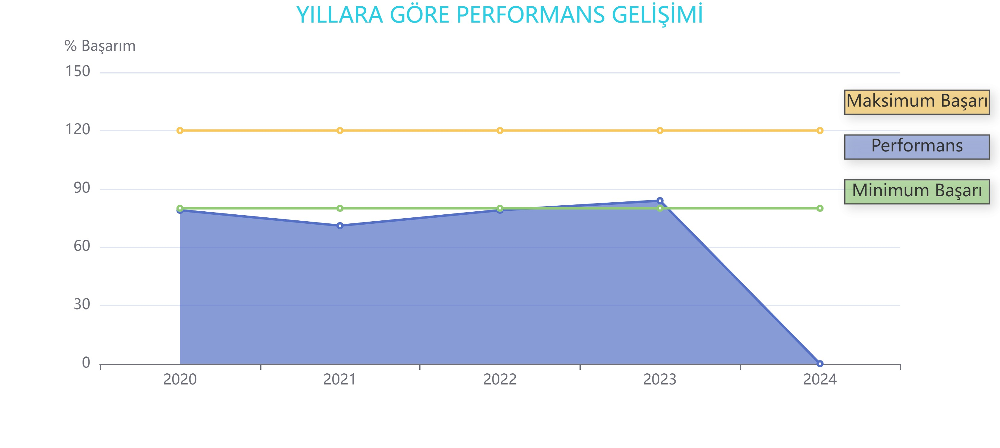 YILLARA GÖRE PERFORMANS GELİŞİMİ
% Başarım
150
120
90
60
30
0
2020 2021 2022 2023 2024
Maksimum Başarı
Performans
Minimum Başarı